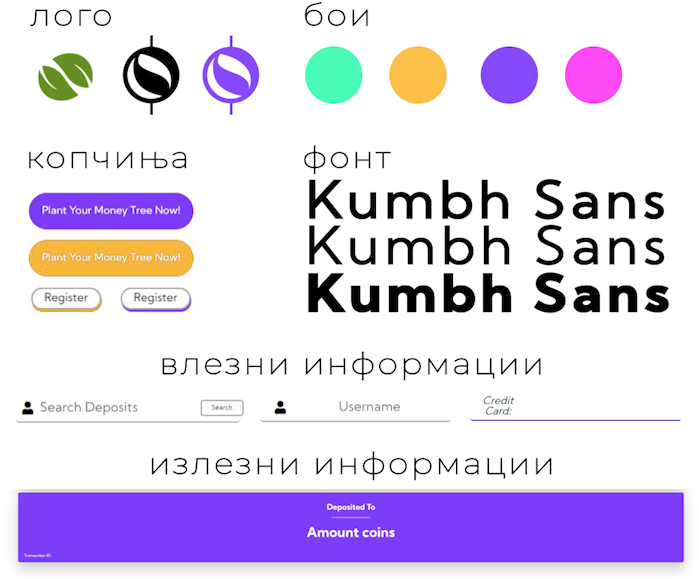 лого
бои
копчиња
фонт
Plant Your Money Tree Now!
Plant Your Money Tree Now!
Register
Register
Kumbh Sans
Kumbh Sans
Kumbh Sans
влезни информации
Search Deposits
Search
Username
Credit
Card:
излезни информации
Deposited To
Amount coins
Transaction ID: